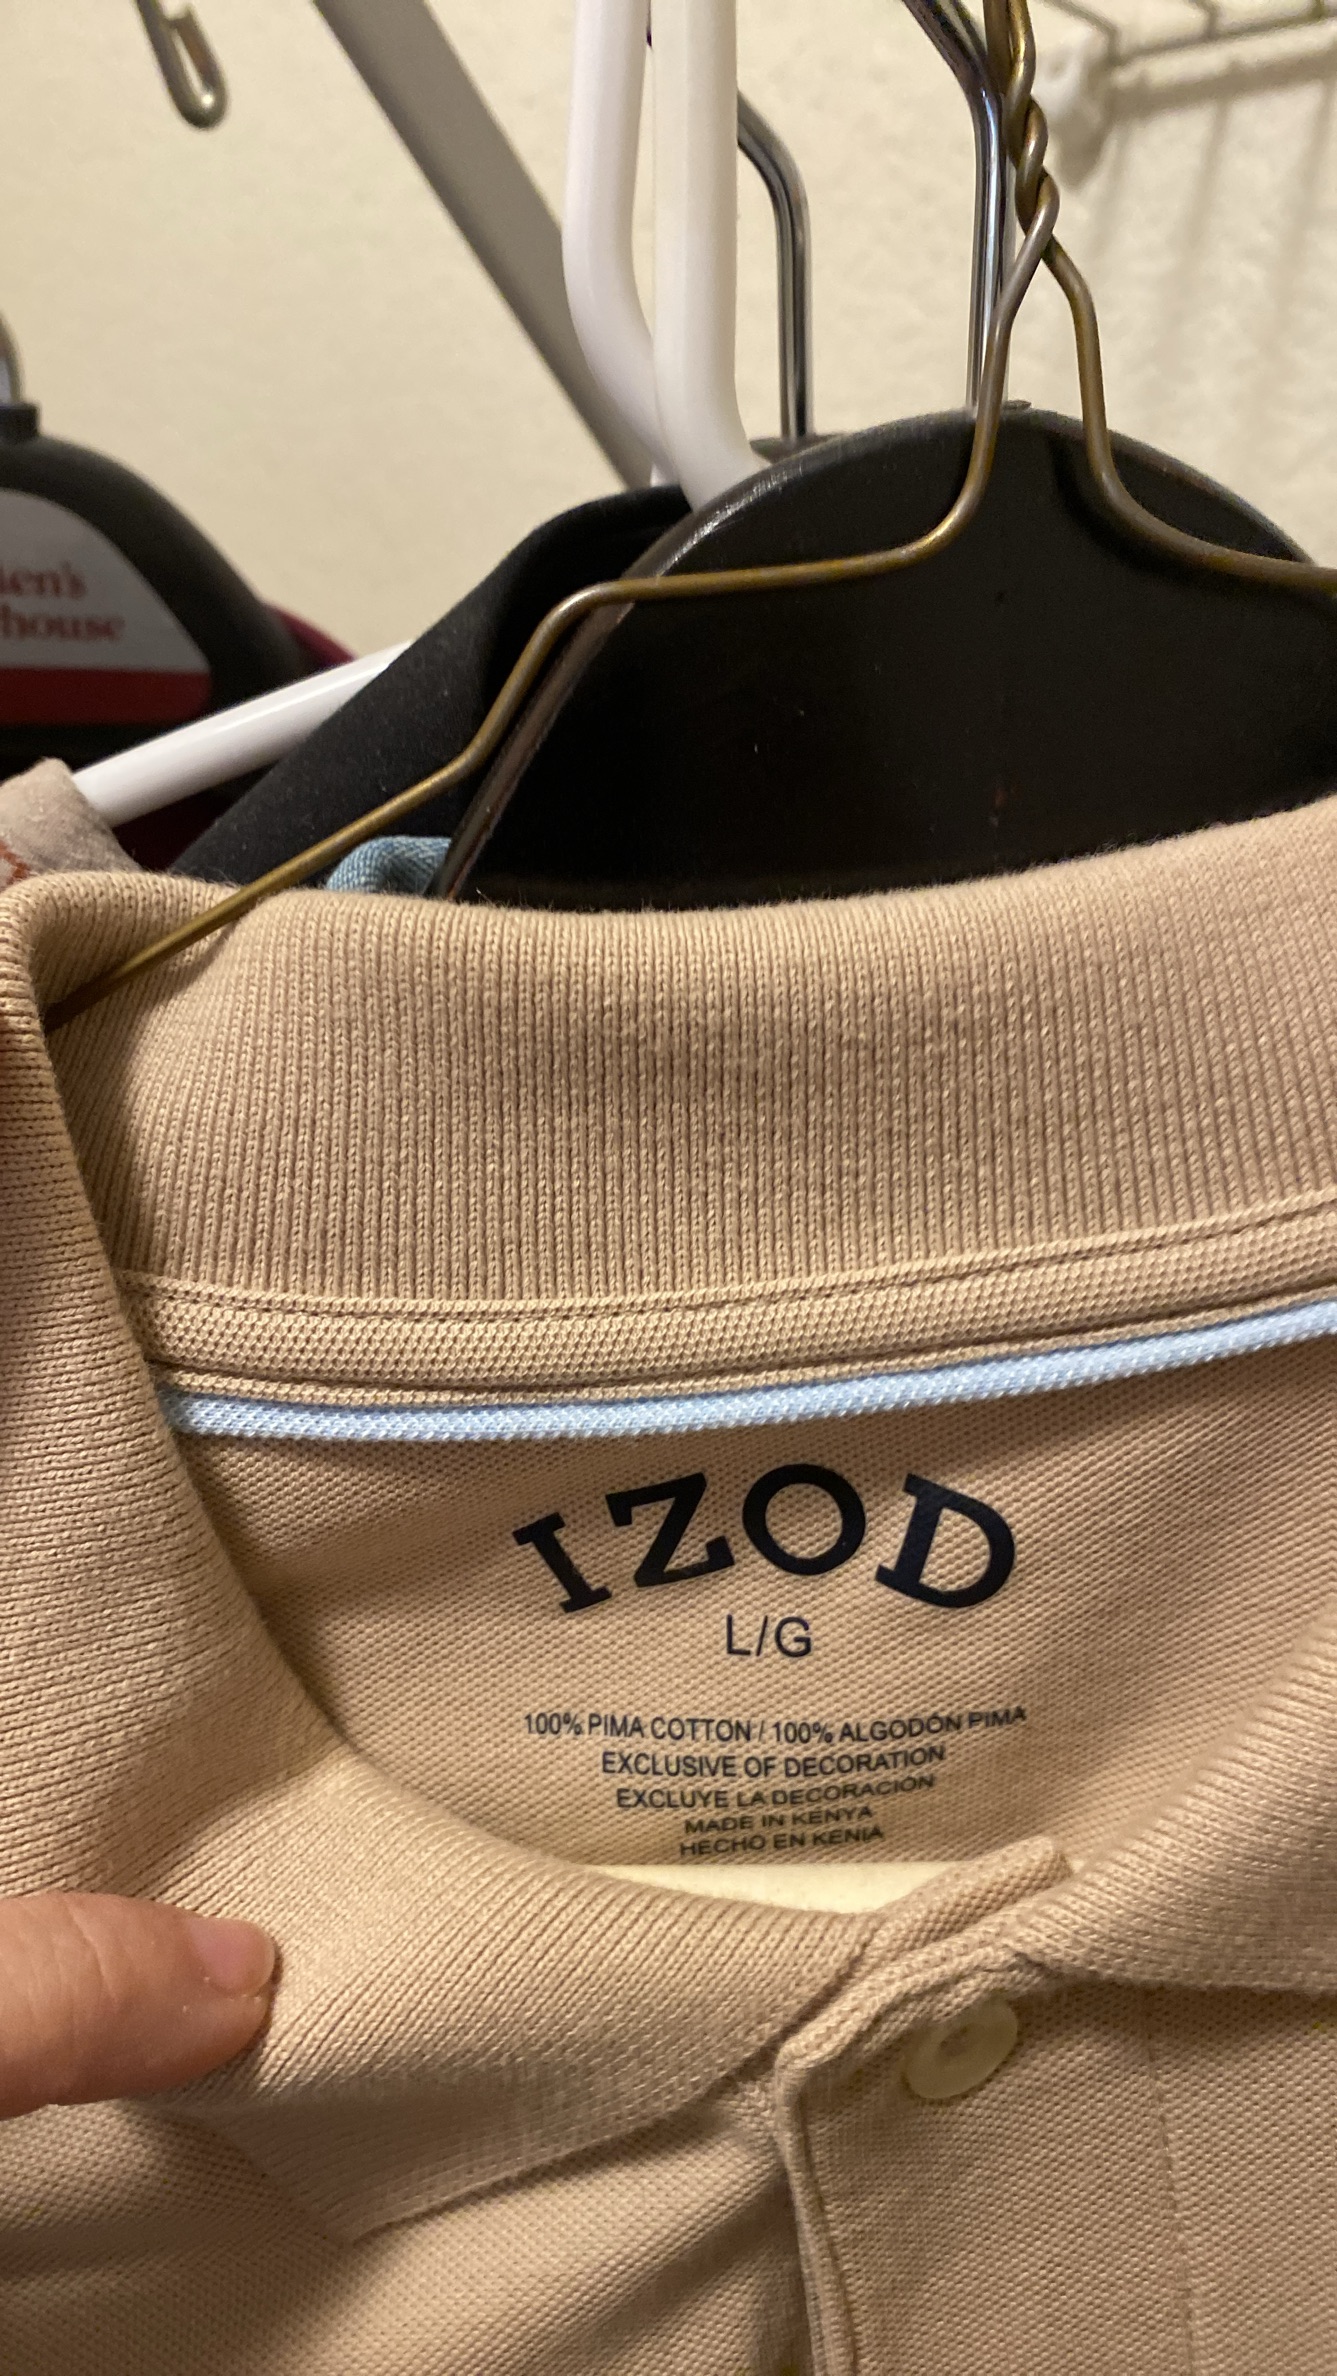 house
IZOD
L/G
100% PIMA COTTON / 100% ALGODÓN PIMA
EXCLUSIVE OF DECORATION
EXCLUYE LA DECORACIÓN
MADE IN KENYA
HECHO EN KENIA